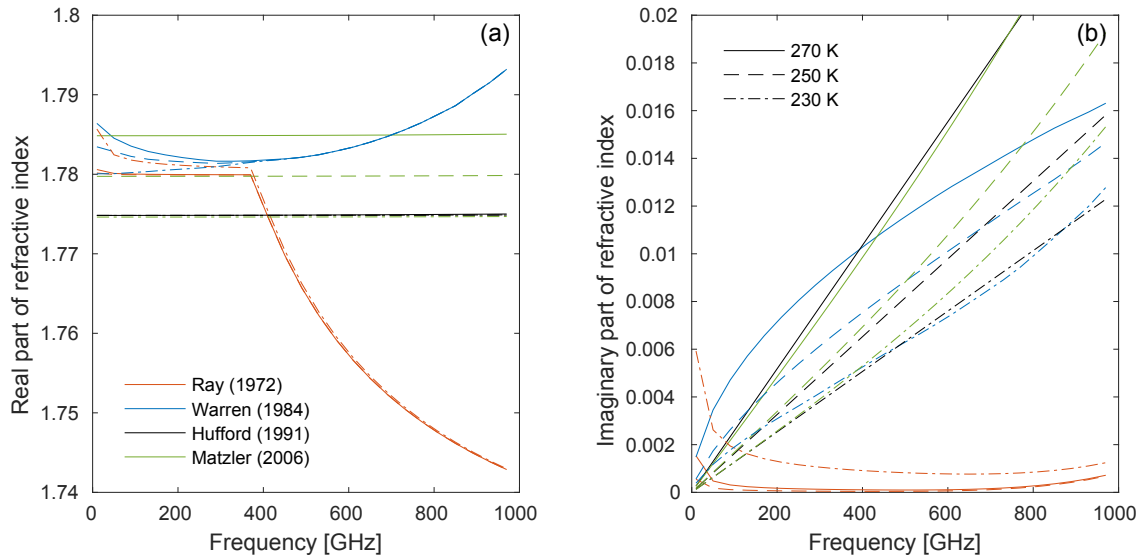 (a)
1.8
1.79
1.78
1.77
1.76
1.75
1.74
Real part of refractive index
Ray (1972)
Warren (1984)
Hufford (1991)
Matzler (2006)
0 200 400 600 800 1000
Frequency [GHz]
(b)
0.02
0.018
0.016
0.014
0.012
0.01
0.008
0.006
0.004
0.002
0
Imaginary part of refractive index
270 K
250 K
230 K
200 400 600 800 1000
Frequency [GHz]